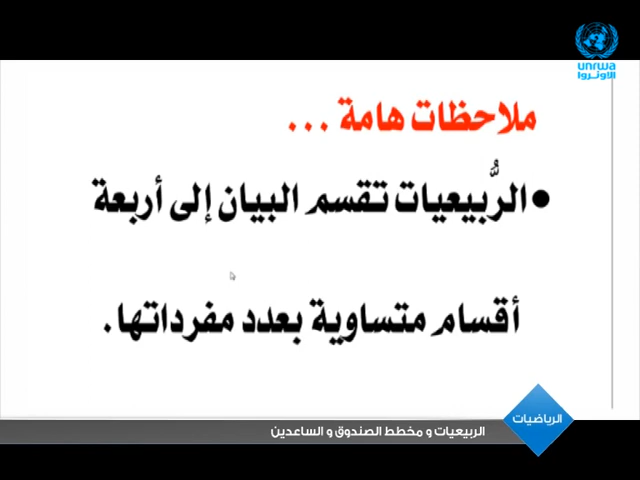 unrwa
الأونروا
ملاحظات هامة ...
•الرُّبيعيات تقسم البيان إلى أربعة
أقسام متساوية بعدد مفرداتها.
الرياضيات
الربيعيات و مخطط الصندوق و الساعدين